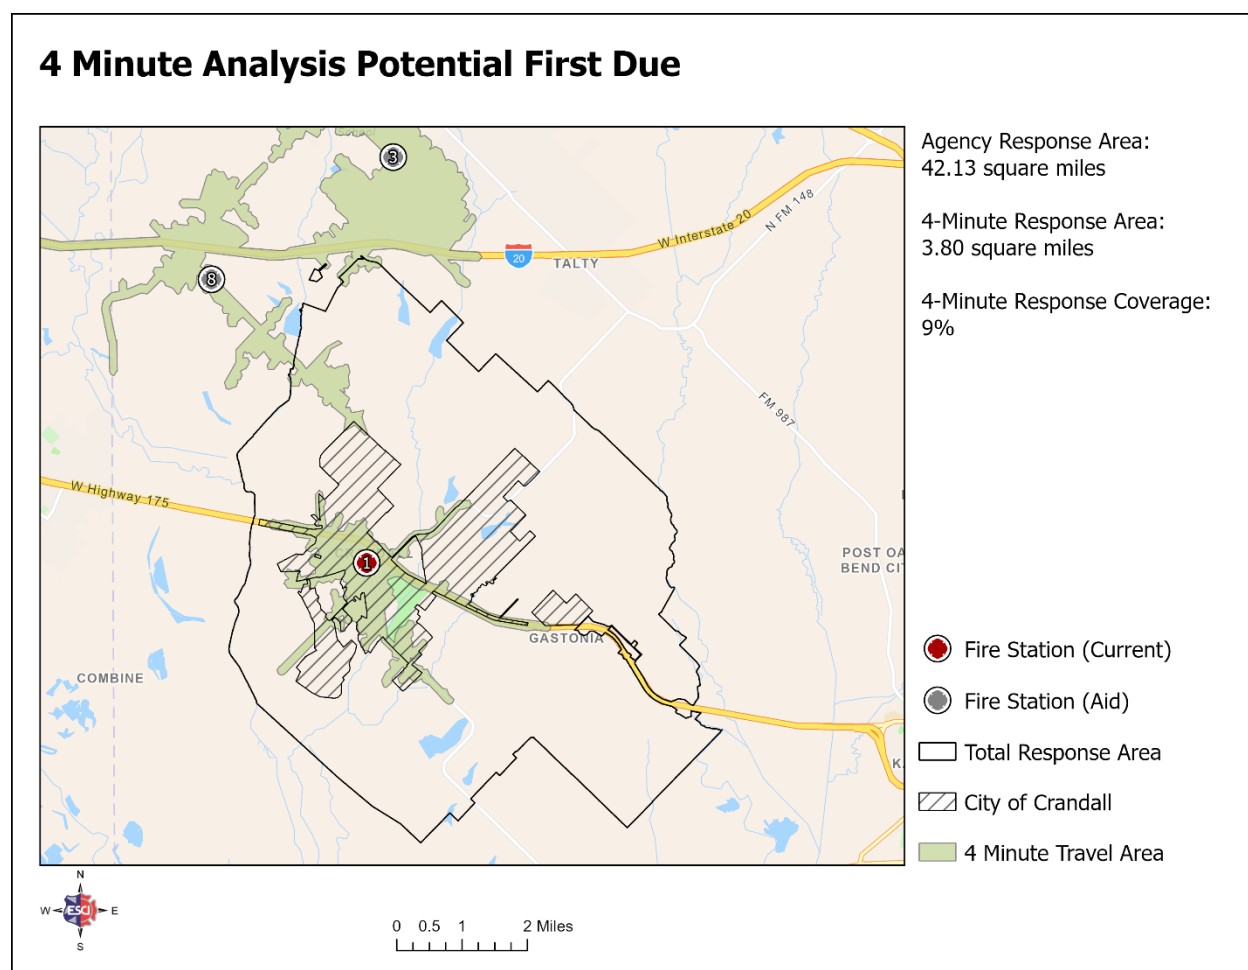 4 Minute Analysis Potential First Due
Agency Response Area:
42.13 square miles
4-Minute Response Area:
3.80 square miles
4-Minute Response Coverage:
9%
3
8
W Interstate 20
N FM 148
20
TALTY
FM 987
W Highway 175
1
POST OA
BEND CIT
GASTONIA
COMBINE
K
Fire Station (Current)
Fire Station (Aid)
Total Response Area
City of Crandall
4 Minute Travel Area
N
W
ESCI
E
S
0 0.5 1 2 Miles